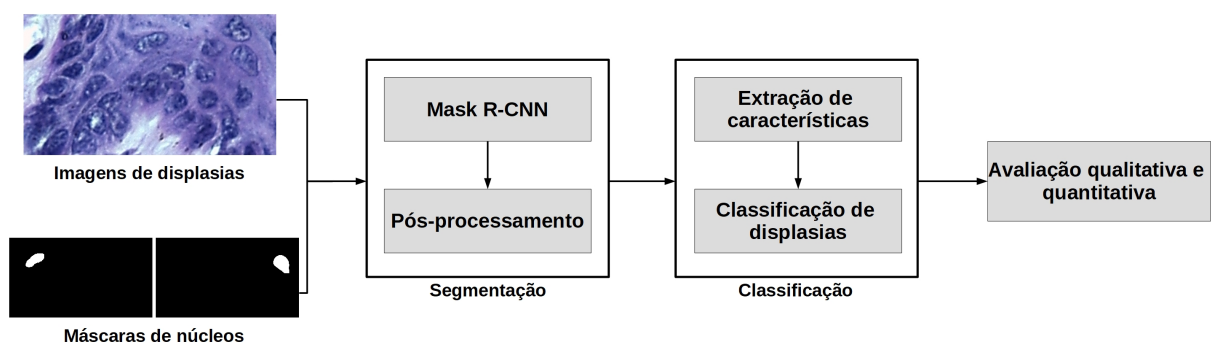 Imagens de displasias
Máscaras de núcleos
Mask R-CNN
Pós-processamento
Segmentação
Extração de
características
Classificação de
displasias
Classificação
Avaliação qualitativa e
quantitativa